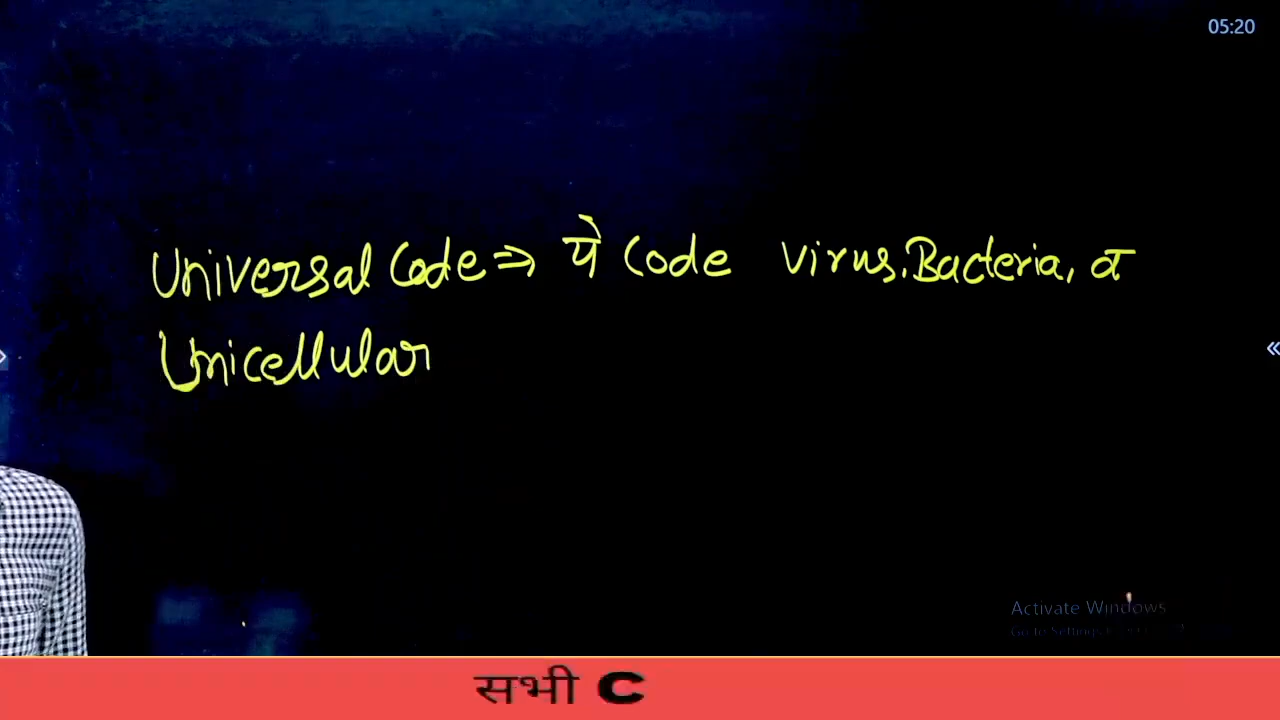 05:20
Universal Code ⇒ ये Code Virus, Bacteria, व
Unicellular
Activate Windows
सभी C